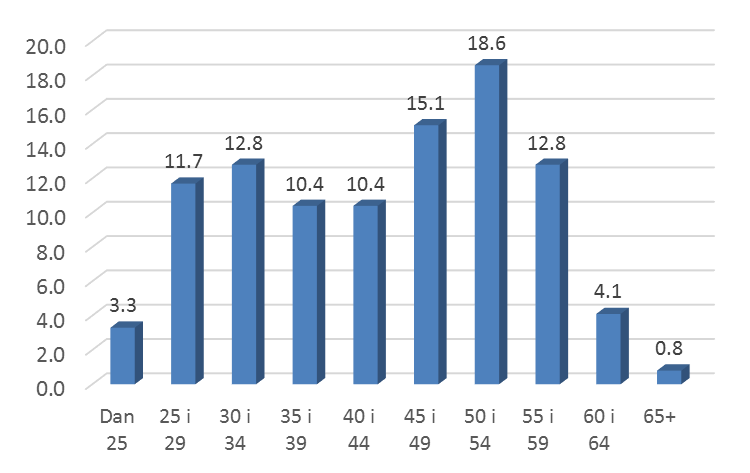 20.0
18.0
16.0
14.0
12.0
10.0
8.0
6.0
4.0
2.0
0.0
3.3
11.7
12.8
10.4
10.4
15.1
18.6
12.8
4.1
0.8
Dan 25
25 i 29
30 i 34
35 i 39
40 i 44
45 i 49
50 i 54
55 i 59
60 i 64
65+